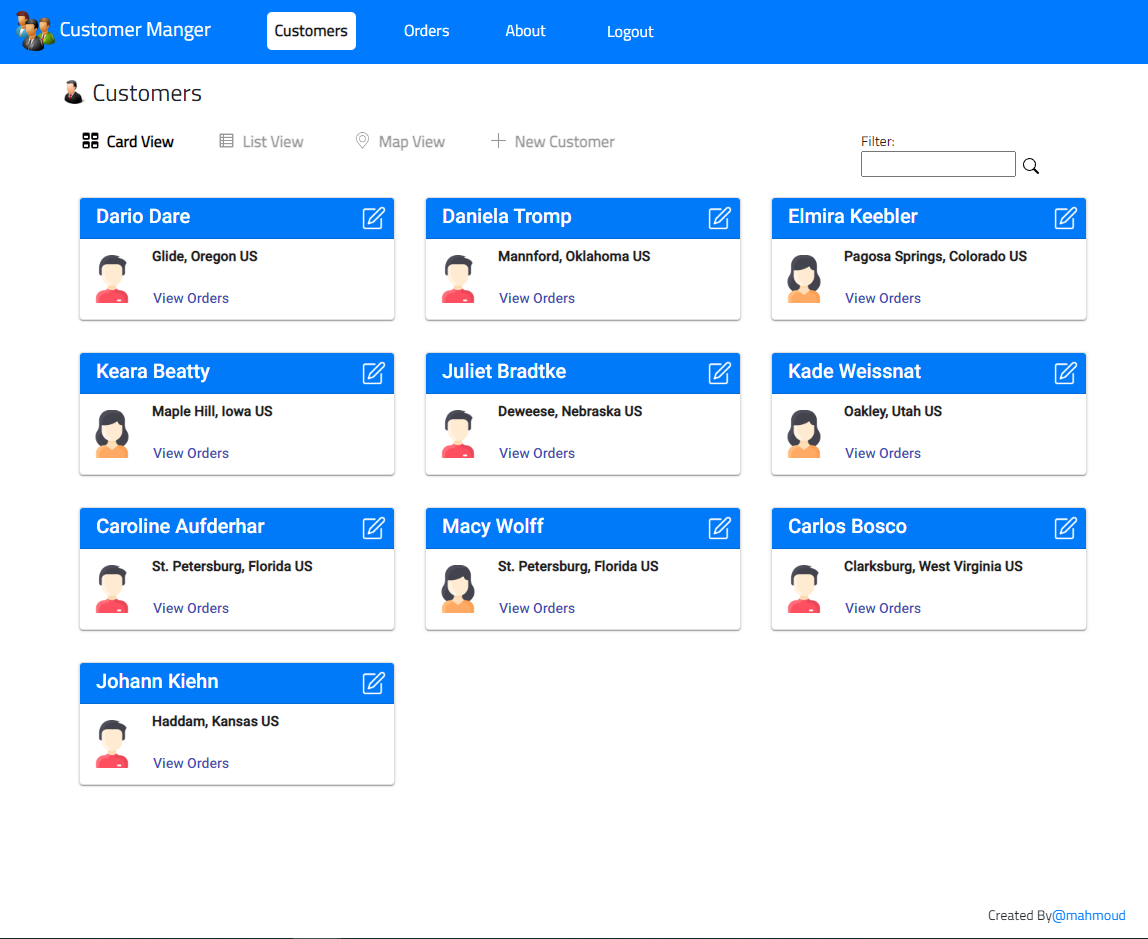 Customer Manger Customers Orders About Logout
Customers
Card View List View Map View New Customer
Filter:
Dario Dare
Glide, Oregon US
View Orders
Daniela Tromp
Mannford, Oklahoma US
View Orders
Elmira Keebler
Pagosa Springs, Colorado US
View Orders
Keara Beatty
Maple Hill, Iowa US
View Orders
Juliet Bradtke
Deweese, Nebraska US
View Orders
Kade Weissnat
Oakley, Utah US
View Orders
Caroline Aufderhar
St. Petersburg, Florida US
View Orders
Macy Wolff
St. Petersburg, Florida US
View Orders
Carlos Bosco
Clarksburg, West Virginia US
View Orders
Johann Kiehn
Haddam, Kansas US
View Orders
Created By@mahmoud